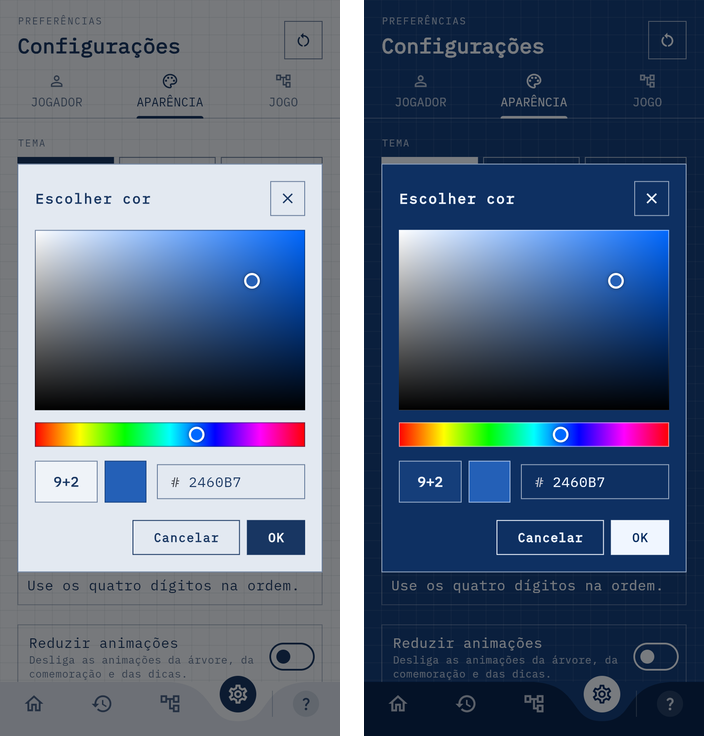 PREFERÊNCIAS
Configurações
JOGADOR
APARÊNCIA
JOGO
TEMA
Escolher cor
9+2
# 2460B7
Cancelar
OK
Use os quatro dígitos na ordem.
Reduzir animações
Desliga as animações da árvore, da
comemoração e das dicas.
?
PREFERÊNCIAS
Configurações
JOGADOR
APARÊNCIA
JOGO
TEMA
Escolher cor
9+2
# 2460B7
Cancelar
OK
Use os quatro dígitos na ordem.
Reduzir animações
Desliga as animações da árvore, da
comemoração e das dicas.
?